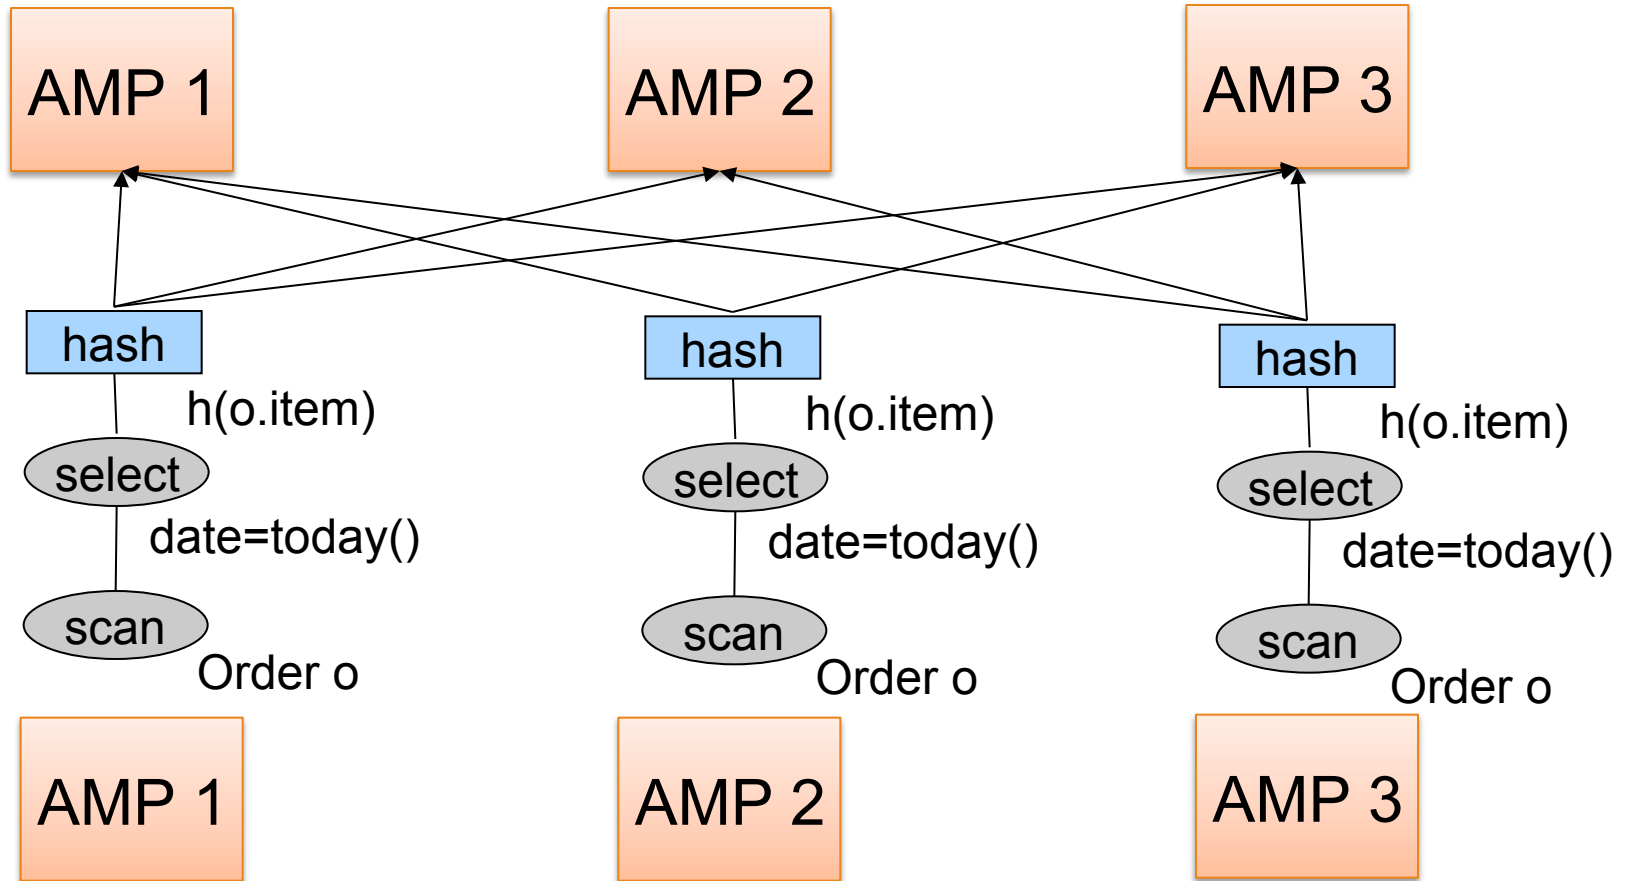 AMP 1
AMP 2
AMP 3
hash
hash
hash
h(o.item)
h(o.item)
h(o.item)
select
select
select
date=today()
date=today()
date=today()
scan
scan
scan
Order o
Order o
Order o
AMP 1
AMP 2
AMP 3